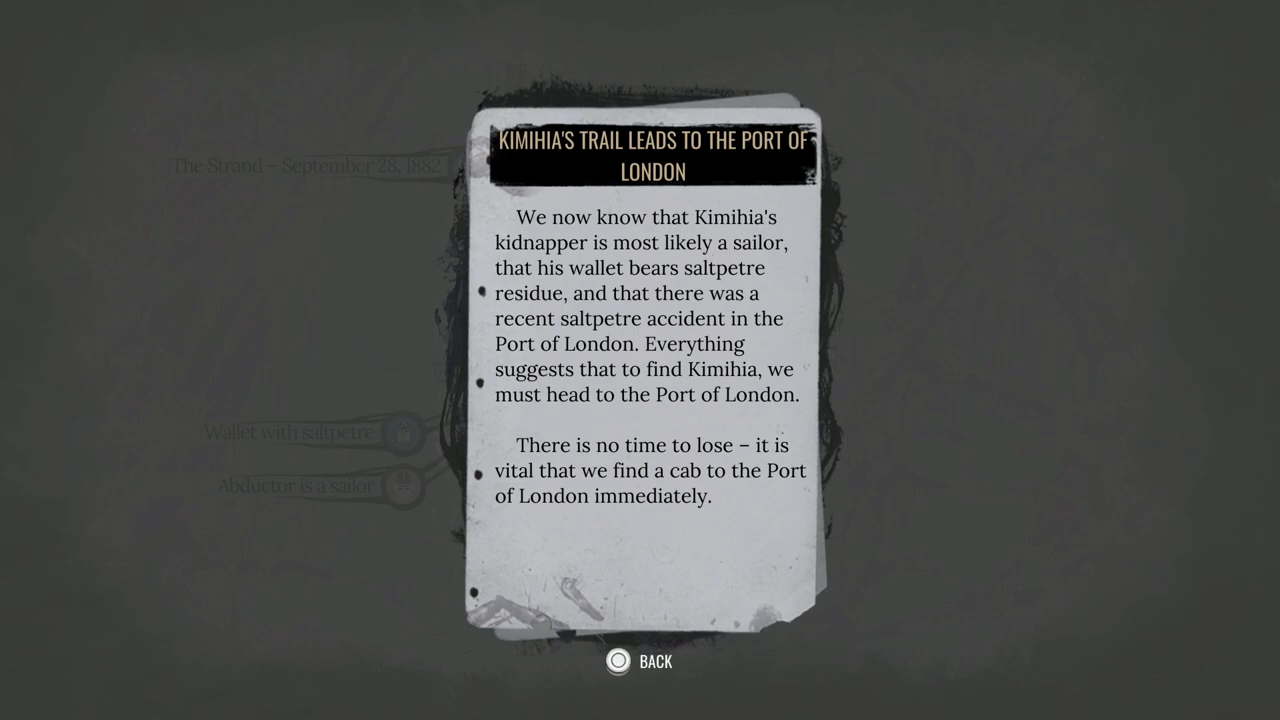 KIMIHIA'S TRAIL LEADS TO THE PORT OF
LONDON
The Strand – September 28, 1882
We now know that Kimihia's
kidnapper is most likely a sailor,
that his wallet bears saltpetre
residue, and that there was a
recent saltpetre accident in the
Port of London. Everything
suggests that to find Kimihia, we
must head to the Port of London.
Wallet with saltpetre
There is no time to lose – it is
vital that we find a cab to the Port
of London immediately.
Abductor is a sailor
BACK